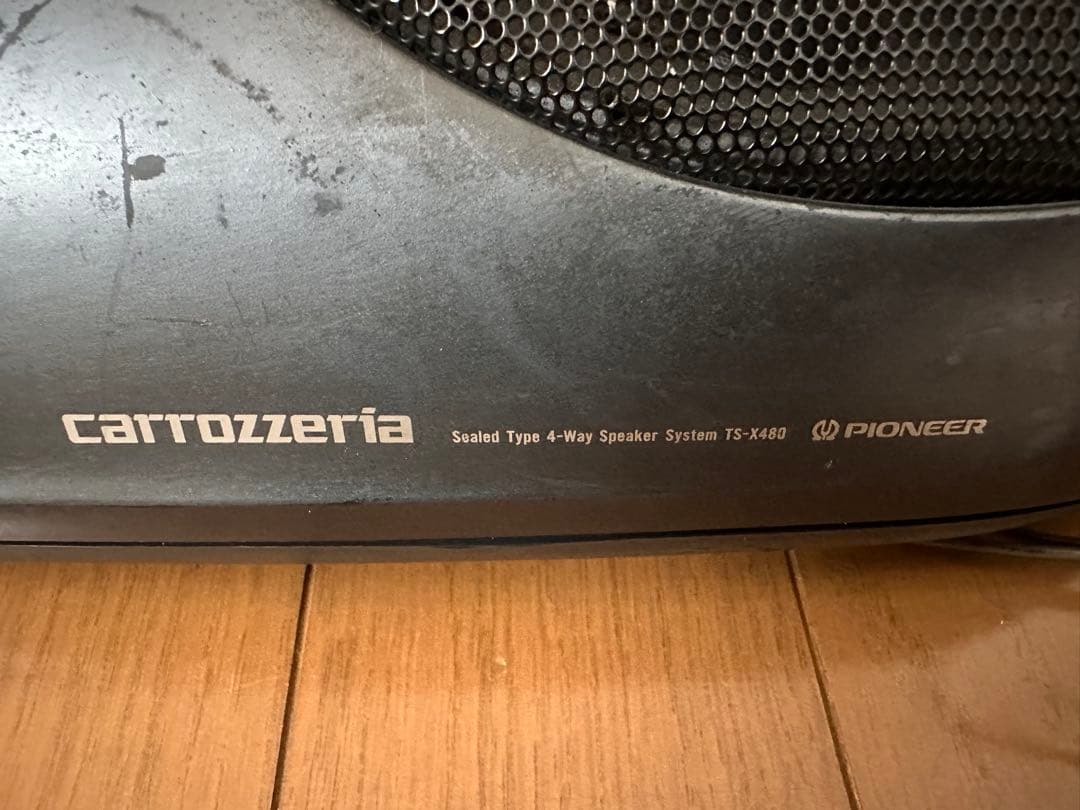 carrozzeria Sealed Type 4-Way Speaker System TS-X480 PIONEER